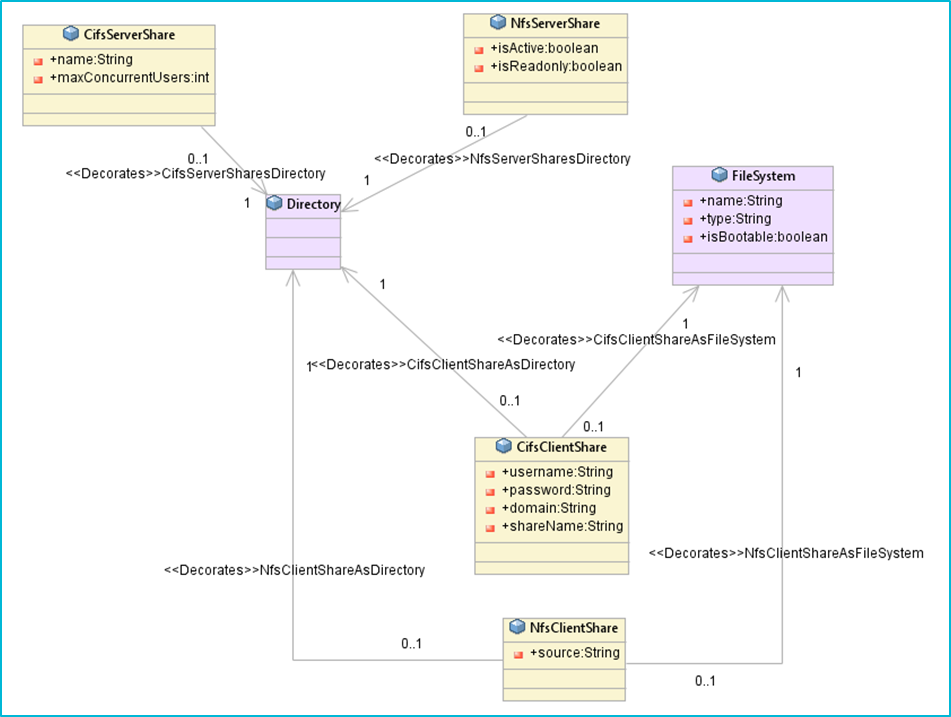 CifsServerShare
+name:String
+maxConcurrentUsers:int
NfsServerShare
+isActive:boolean
+isReadonly:boolean
0..1
<<Decorates>>CifsServerSharesDirectory
1
0..1
<<Decorates>>NfsServerSharesDirectory
1
Directory
FileSystem
+name:String
+type:String
+isBootable:boolean
1
1
<<Decorates>>CifsClientShareAsFileSystem
1<<Decorates>>CifsClientShareAsDirectory
1
0..1
0..1
CifsClientShare
+username:String
+password:String
+domain:String
+shareName:String
<<Decorates>>NfsClientShareAsFileSystem
<<Decorates>>NfsClientShareAsDirectory
NfsClientShare
+source:String
0..1
0..1